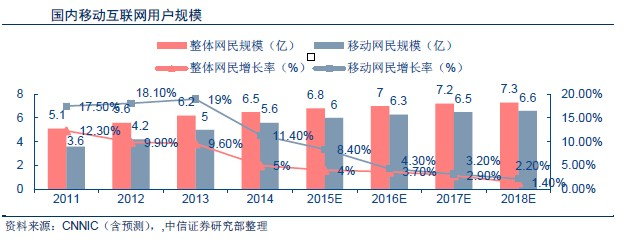 国内移动互联网用户规模
整体网民规模（亿） 移动网民规模（亿）
整体网民增长率（%） 移动网民增长率（%）
8 6 4 2 0
20.00% 15.00% 10.00% 5.00% 0.00%
5.1 5.6 6.2 6.5 6.8 7 7.2 7.3
3.6 4.2 5 5.6 6 6.3 6.5 6.6
17.50% 18.10% 19% 11.40% 8.40% 4.30% 3.20% 2.20%
12.30% 9.90% 9.60% 5% 4% 3.70% 2.90% 1.40%
2011 2012 2013 2014 2015E 2016E 2017E 2018E
资料来源：CNNIC（含预测），,中信证券研究部整理